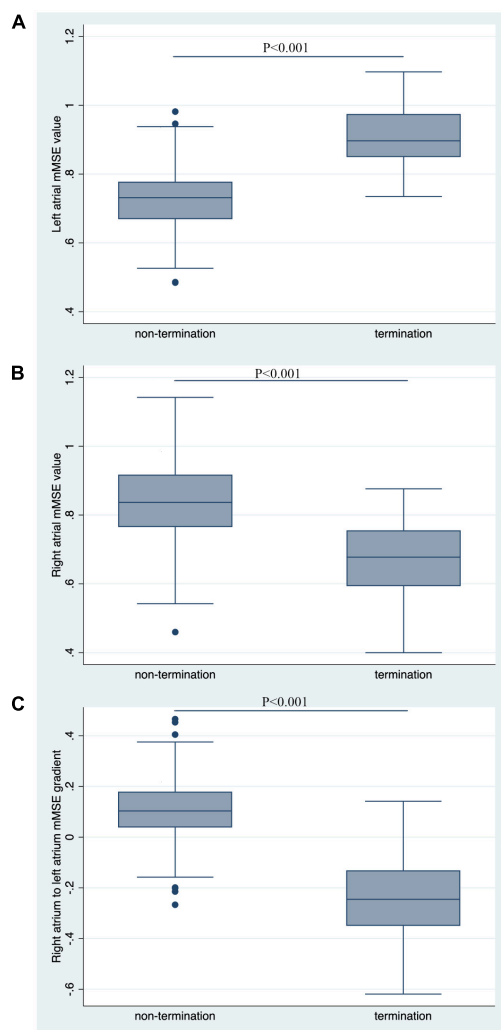 A
P<0.001
Left atrial mMSE value
1.2
1
.8
.6
.4
non-termination termination
B
P<0.001
Right atrial mMSE value
1.2
1
.8
.6
.4
non-termination termination
C
P<0.001
Right atrium to left atrium mMSE gradient
.4
.2
0
-.2
-.4
-.6
non-termination termination